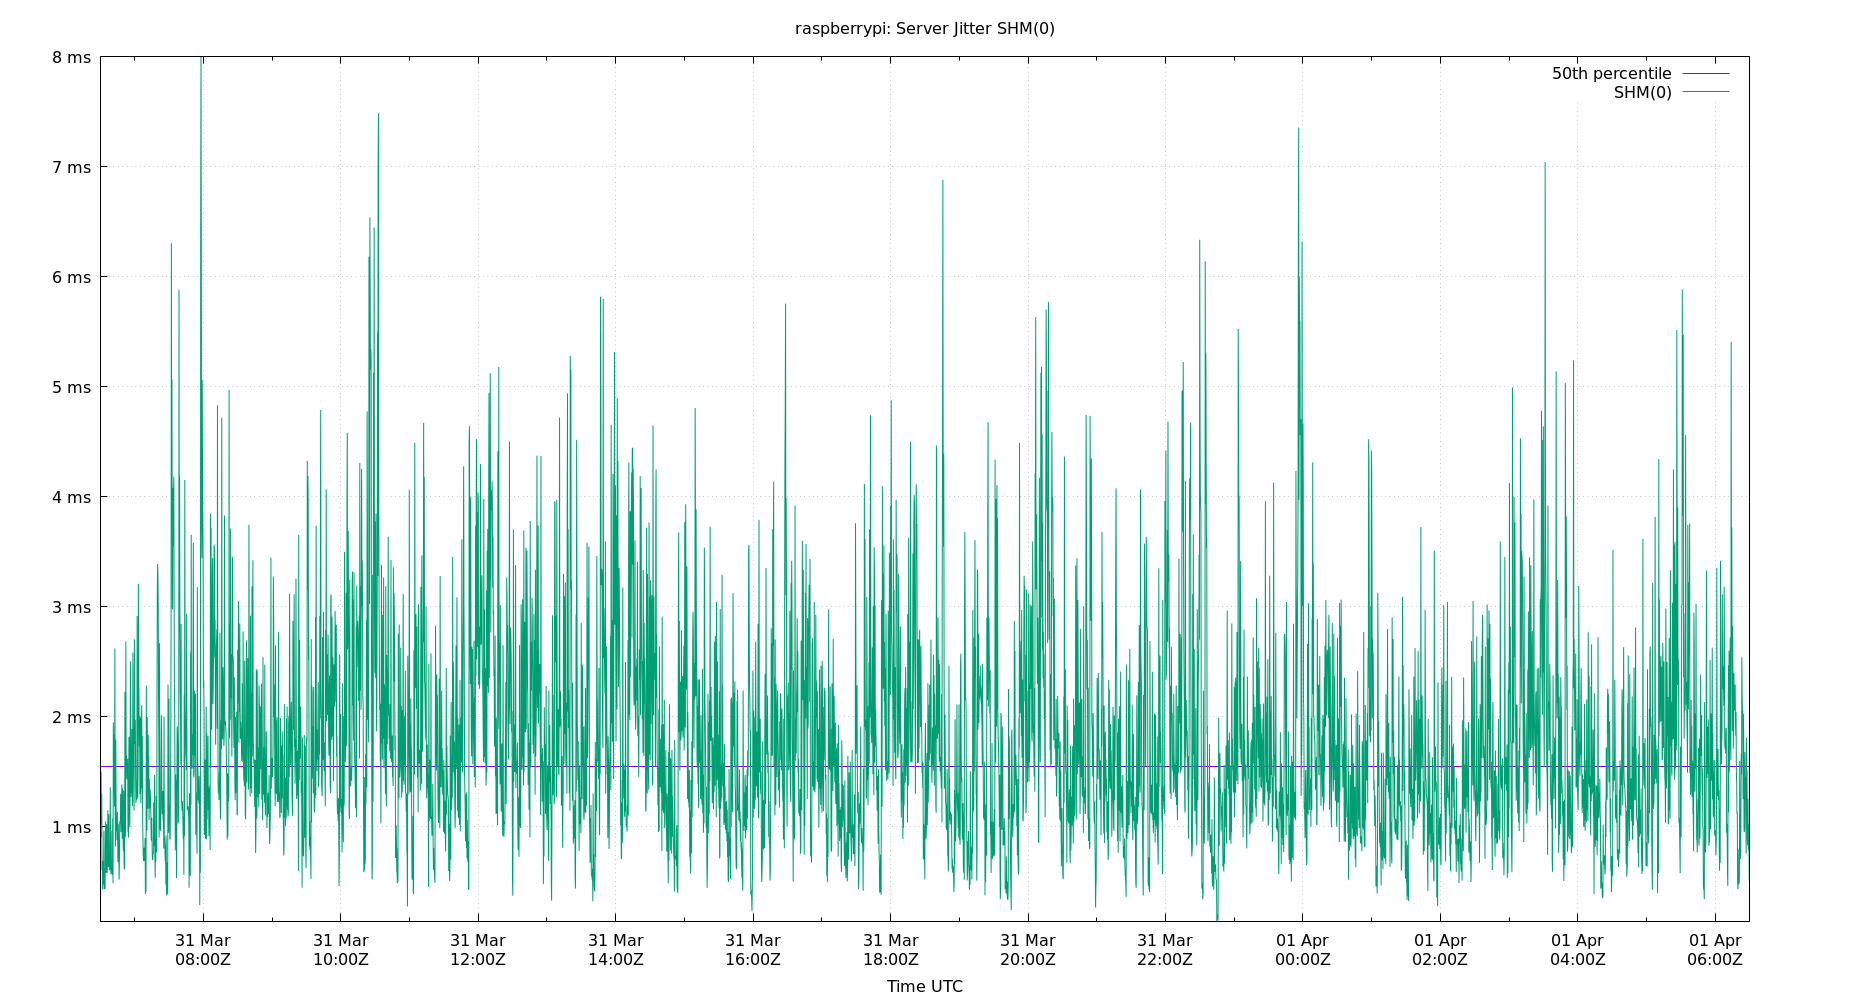 raspberrypi: Server Jitter SHM(0)
50th percentile
SHM(0)
8 ms
7 ms
6 ms
5 ms
4 ms
3 ms
2 ms
1 ms
31 Mar 31 Mar 31 Mar 31 Mar 31 Mar 31 Mar 31 Mar 31 Mar 01 Apr 01 Apr 01 Apr 01 Apr
08:00Z 10:00Z 12:00Z 14:00Z 16:00Z 18:00Z 20:00Z 22:00Z 00:00Z 02:00Z 04:00Z 06:00Z
Time UTC